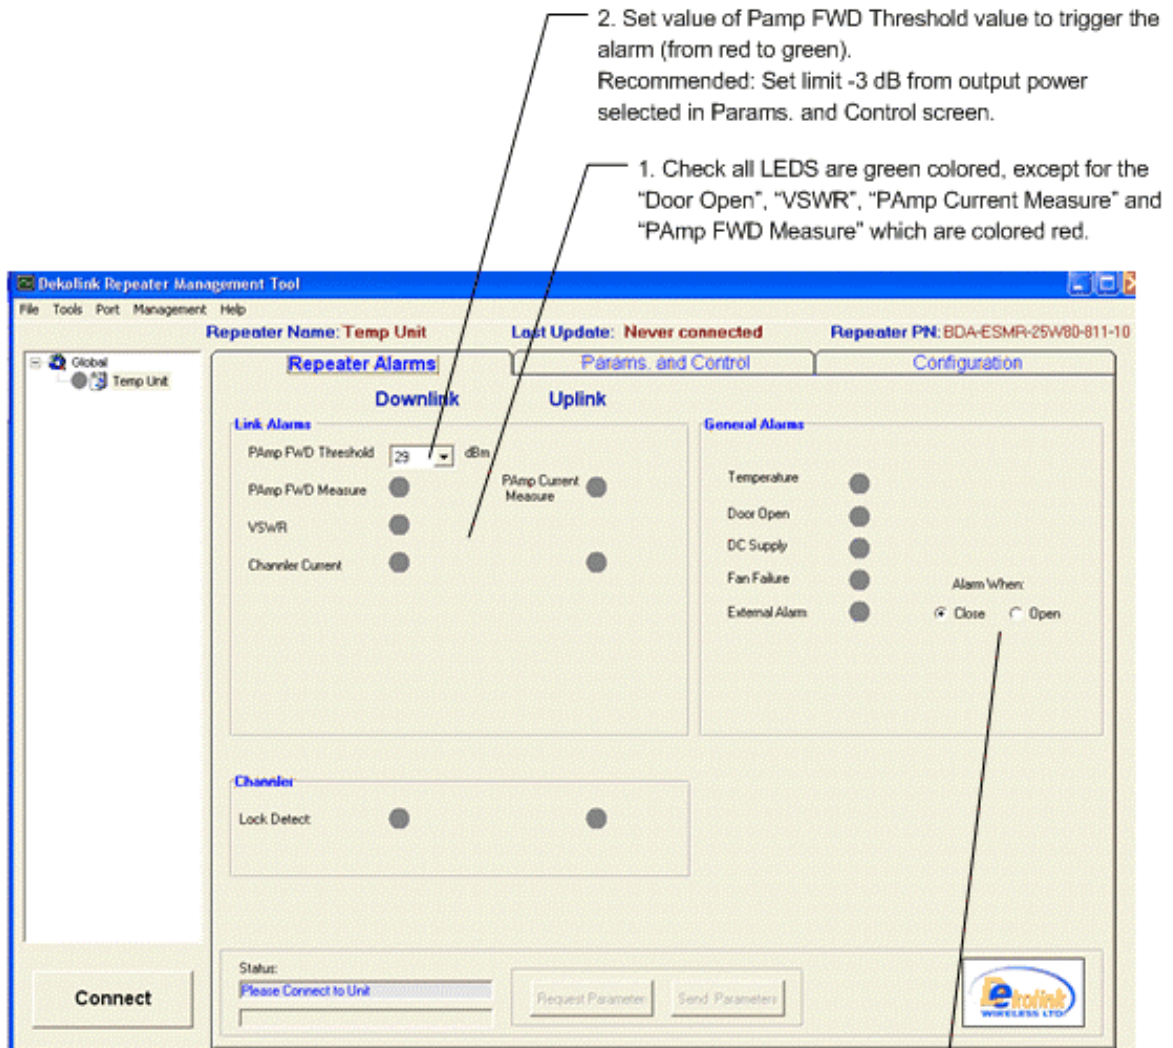 2. Set value of Pamp FWD Threshold value to trigger the
alarm (from red to green).
Recommended: Set limit -3 dB from output power
selected in Params. and Control screen.
1. Check all LEDS are green colored, except for the
“Door Open”, “VSWR”, “PAmp Current Measure” and
“PAmp FWD Measure” which are colored red.
Dekolink Repeater Management Tool
File Tools Port Management Help
Repeater Name: Temp Unit Last Update: Never connected Repeater PN: BDA-ESMR-25W80-811-10
Global
Temp Unit
Repeater Alarms Params. and Control Configuration
Downlink Uplink
Link Alarms
PAmp FWD Threshold 29 dBm
PAmp FWD Measure
PAmp Current
Measure
VSWR
Channler Current
General Alarms
Temperature
Door Open
DC Supply
Fan Failure
Alarm When:
External Alarm
Close Open
Channler
Lock Detect:
Connect
Status:
Please Connect to Unit
Request Parameter Send Parameters
Dekolink
WIRELESS LTD